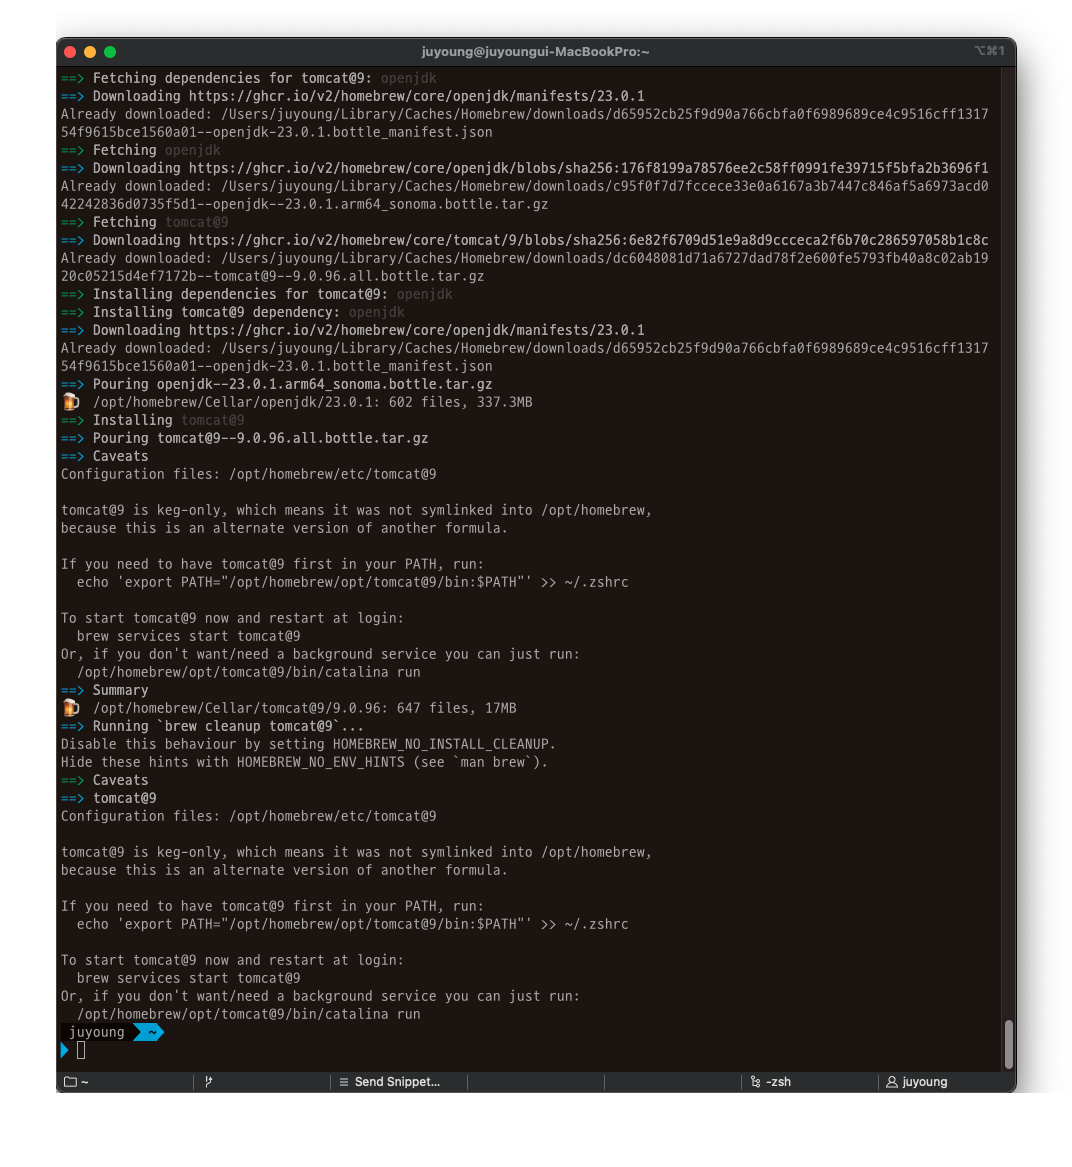 juyoung@juyoungui-MacBookPro:~
⌥⌘1
==> Fetching dependencies for tomcat@9: openjdk
==> Downloading https://ghcr.io/v2/homebrew/core/openjdk/manifests/23.0.1
Already downloaded: /Users/juyoung/Library/Caches/Homebrew/downloads/d65952cb25f9d90a766cbfa0f6989689ce4c9516cff1317
54f9615bce1560a01--openjdk-23.0.1.bottle_manifest.json
==> Fetching openjdk
==> Downloading https://ghcr.io/v2/homebrew/core/openjdk/blobs/sha256:176f8199a78576ee2c58ff0991fe39715f5bfa2b3696f1
Already downloaded: /Users/juyoung/Library/Caches/Homebrew/downloads/c95f0f7d7fccece33e0a6167a3b7447c846af5a6973acd0
42242836d0735f5d1--openjdk--23.0.1.arm64_sonoma.bottle.tar.gz
==> Fetching tomcat@9
==> Downloading https://ghcr.io/v2/homebrew/core/tomcat/9/blobs/sha256:6e82f6709d51e9a8d9ccceca2f6b70c286597058b1c8c
Already downloaded: /Users/juyoung/Library/Caches/Homebrew/downloads/dc6048081d71a6727dad78f2e600fe5793fb40a8c02ab19
20c05215d4ef7172b--tomcat@9--9.0.96.all.bottle.tar.gz
==> Installing dependencies for tomcat@9: openjdk
==> Installing tomcat@9 dependency: openjdk
==> Downloading https://ghcr.io/v2/homebrew/core/openjdk/manifests/23.0.1
Already downloaded: /Users/juyoung/Library/Caches/Homebrew/downloads/d65952cb25f9d90a766cbfa0f6989689ce4c9516cff1317
54f9615bce1560a01--openjdk-23.0.1.bottle_manifest.json
==> Pouring openjdk--23.0.1.arm64_sonoma.bottle.tar.gz
🍺 /opt/homebrew/Cellar/openjdk/23.0.1: 602 files, 337.3MB
==> Installing tomcat@9
==> Pouring tomcat@9--9.0.96.all.bottle.tar.gz
==> Caveats
Configuration files: /opt/homebrew/etc/tomcat@9
tomcat@9 is keg-only, which means it was not symlinked into /opt/homebrew,
because this is an alternate version of another formula.
If you need to have tomcat@9 first in your PATH, run:
echo 'export PATH="/opt/homebrew/opt/tomcat@9/bin:$PATH"' >> ~/.zshrc
To start tomcat@9 now and restart at login:
brew services start tomcat@9
Or, if you don't want/need a background service you can just run:
/opt/homebrew/opt/tomcat@9/bin/catalina run
==> Summary
🍺 /opt/homebrew/Cellar/tomcat@9/9.0.96: 647 files, 17MB
==> Running `brew cleanup tomcat@9`...
Disable this behaviour by setting HOMEBREW_NO_INSTALL_CLEANUP.
Hide these hints with HOMEBREW_NO_ENV_HINTS (see `man brew`).
==> Caveats
==> tomcat@9
Configuration files: /opt/homebrew/etc/tomcat@9
tomcat@9 is keg-only, which means it was not symlinked into /opt/homebrew,
because this is an alternate version of another formula.
If you need to have tomcat@9 first in your PATH, run:
echo 'export PATH="/opt/homebrew/opt/tomcat@9/bin:$PATH"' >> ~/.zshrc
To start tomcat@9 now and restart at login:
brew services start tomcat@9
Or, if you don't want/need a background service you can just run:
/opt/homebrew/opt/tomcat@9/bin/catalina run
juyoung ~
~ Send Snippet... -zsh juyoung